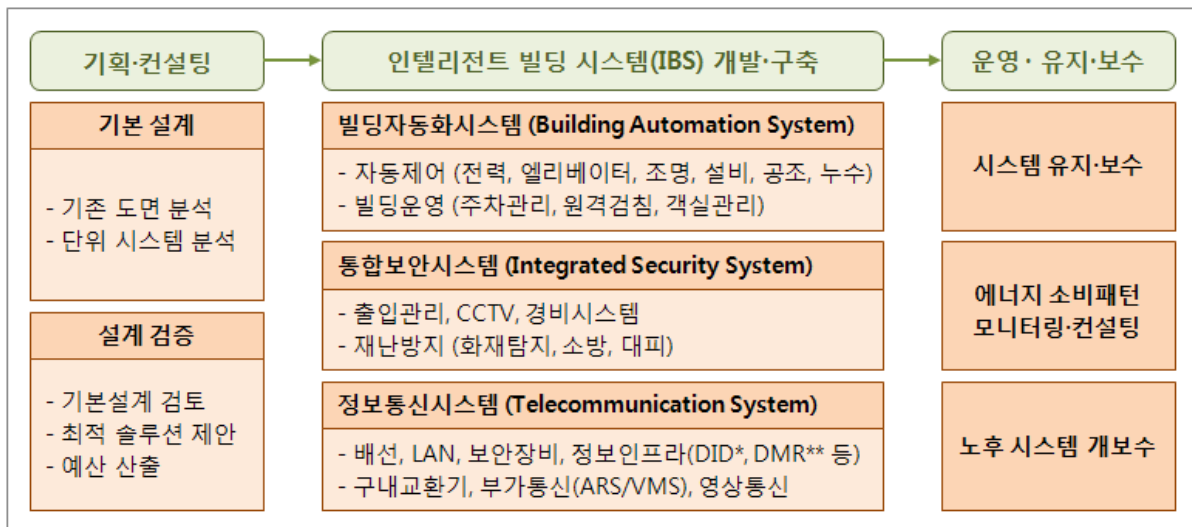 기획·컨설팅
인텔리전트 빌딩 시스템(IBS) 개발·구축
운영· 유지·보수
기본 설계
- 기존 도면 분석
- 단위 시스템 분석
설계 검증
- 기본설계 검토
- 최적 솔루션 제안
- 예산 산출
빌딩자동화시스템 (Building Automation System)
- 자동제어 (전력, 엘리베이터, 조명, 설비, 공조, 누수)
- 빌딩운영 (주차관리, 원격검침, 객실관리)
통합보안시스템 (Integrated Security System)
- 출입관리, CCTV, 경비시스템
- 재난방지 (화재탐지, 소방, 대피)
정보통신시스템 (Telecommunication System)
- 배선, LAN, 보안장비, 정보인프라(DID*, DMR** 등)
- 구내교환기, 부가통신(ARS/VMS), 영상통신
시스템 유지·보수
에너지 소비패턴
모니터링·컨설팅
노후 시스템 개보수